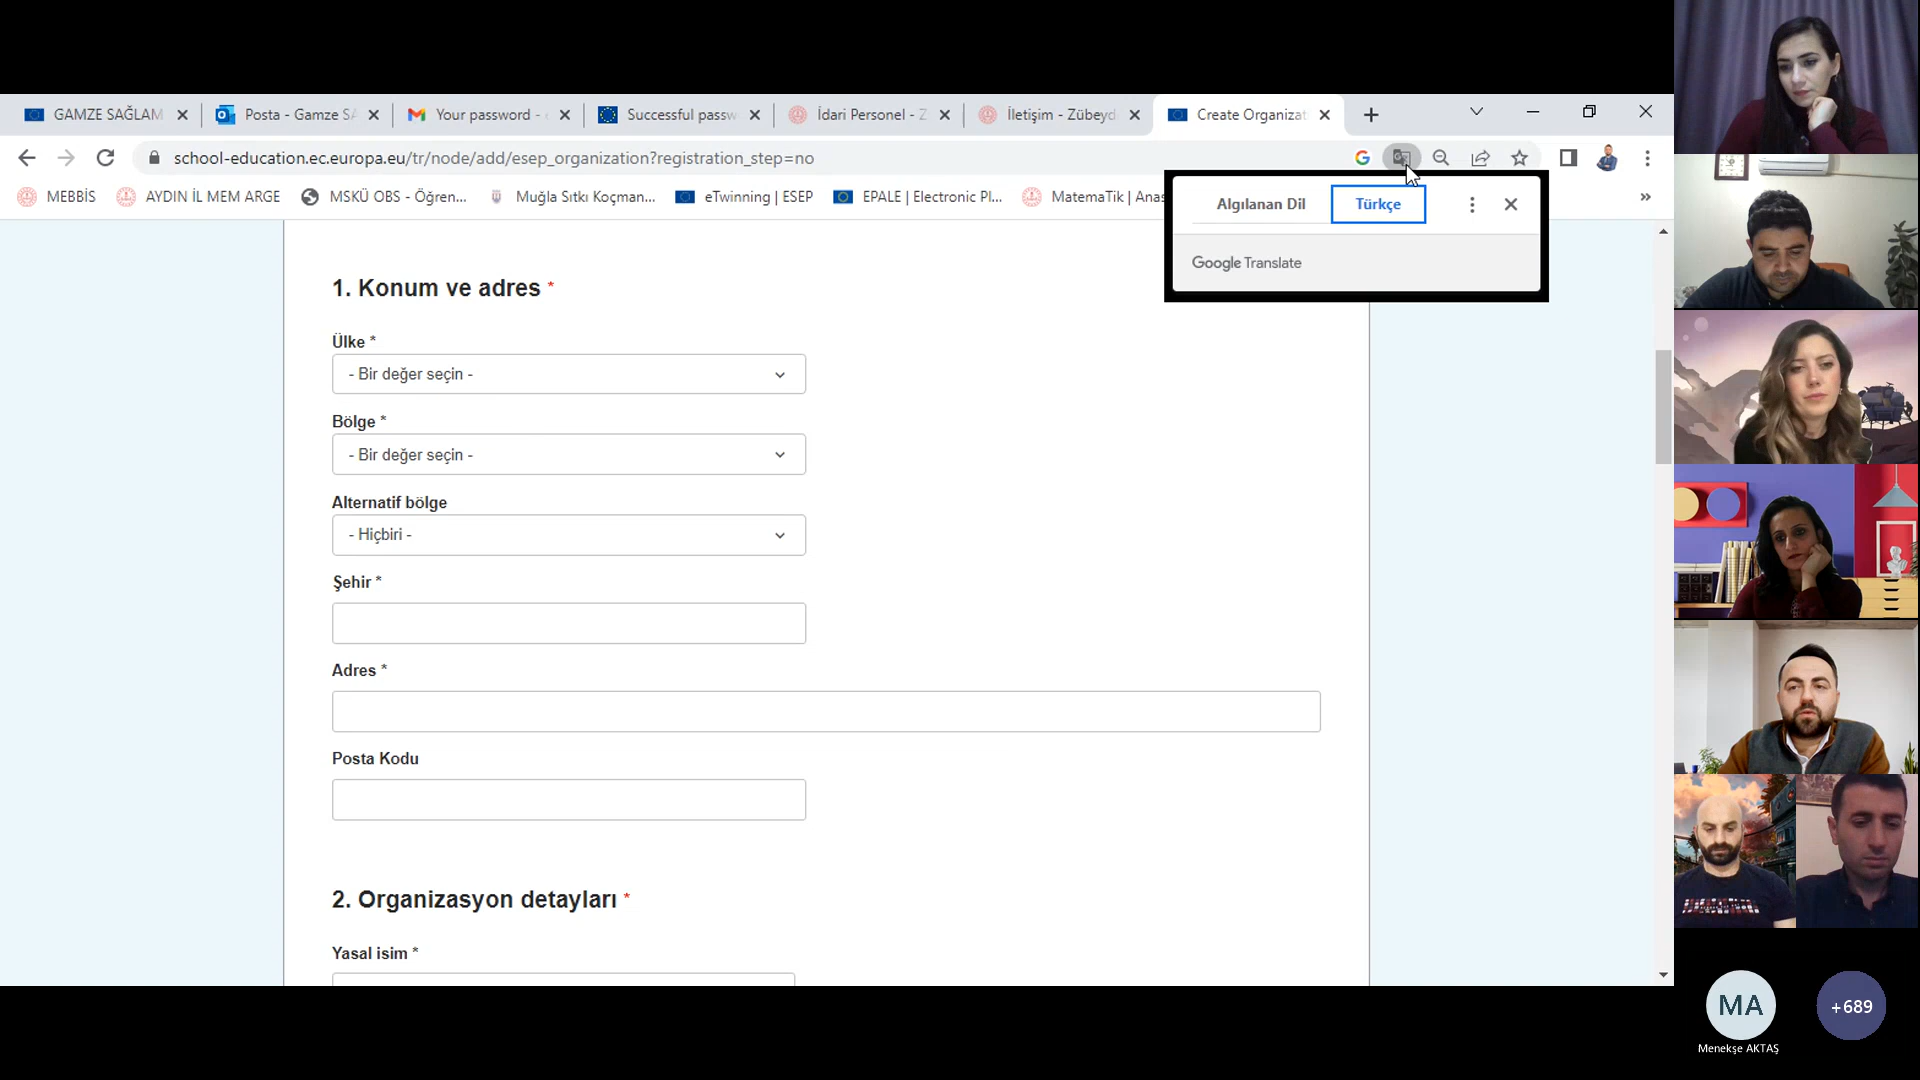 GAMZE SAĞLAM
Posta - Gamze SA
Your password -
Successful passw
İdari Personel - Z
İletişim - Zübeyd
Create Organizat
school-education.ec.europa.eu/tr/node/add/esep_organization?registration_step=no
MEBBİS
AYDIN İL MEM ARGE
MSKÜ OBS - Öğren...
Muğla Sıtkı Koçman...
eTwinning | ESEP
EPALE | Electronic Pl...
MatemaTik | Anas
»
Algılanan Dil
Türkçe
Google Translate
1. Konum ve adres *
Ülke *
- Bir değer seçin -
Bölge *
- Bir değer seçin -
Alternatif bölge
- Hiçbiri -
Şehir *
Adres *
Posta Kodu
2. Organizasyon detayları *
Yasal isim *
MA
+689
Menekşe AKTAŞ